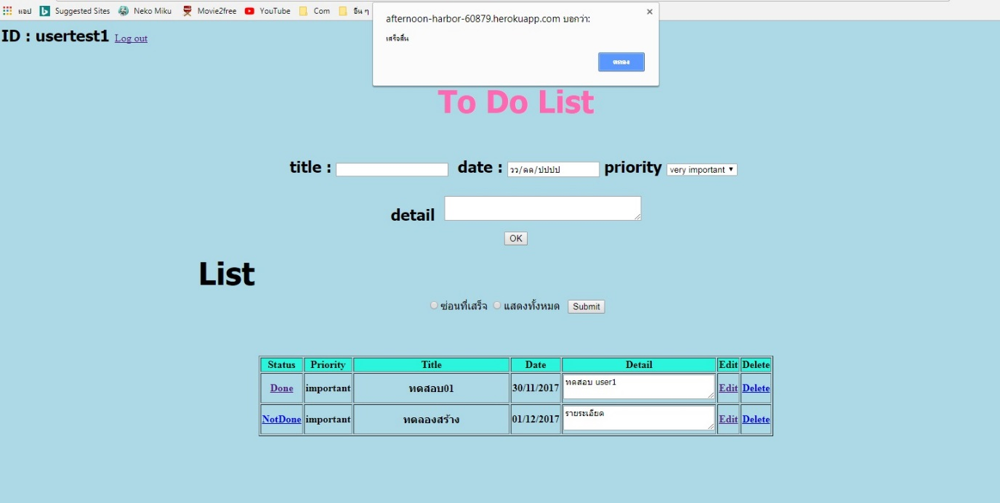 แอป Suggested Sites Neko Miku Movie2free YouTube Com อื่น ๆ
afternoon-harbor-60879.herokuapp.com บอกว่า:
เสร็จสิ้น
ตกลง
ID : usertest1 Log out
To Do List
title : date : วว/ดด/ปปปป priority very important
detail
OK
List
ซ่อนที่เสร็จ แสดงทั้งหมด Submit
Status Priority Title Date Detail Edit Delete
Done important ทดสอบ01 30/11/2017 ทดสอบ user1 Edit Delete
NotDone important ทดลองสร้าง 01/12/2017 รายระเอียด Edit Delete